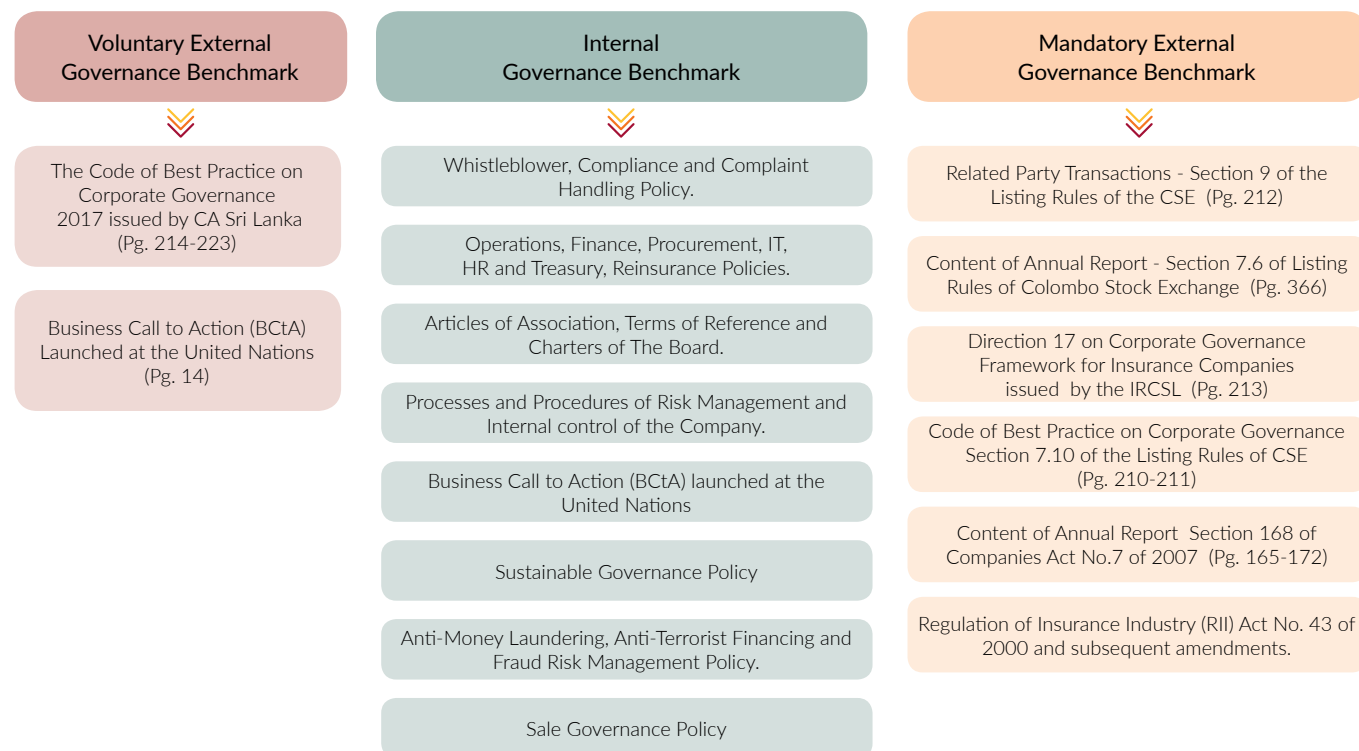 Voluntary External
Governance Benchmark
The Code of Best Practice on
Corporate Governance
2017 issued by CA Sri Lanka
(Pg. 214-223)
Business Call to Action (BCtA)
Launched at the United Nations
(Pg. 14)
Internal
Governance Benchmark
Whistleblower, Compliance and Complaint
Handling Policy.
Operations, Finance, Procurement, IT,
HR and Treasury, Reinsurance Policies.
Articles of Association, Terms of Reference and
Charters of The Board.
Processes and Procedures of Risk Management and
Internal control of the Company.
Business Call to Action (BCtA) launched at the
United Nations
Sustainable Governance Policy
Anti-Money Laundering, Anti-Terrorist Financing and
Fraud Risk Management Policy.
Sale Governance Policy
Mandatory External
Governance Benchmark
Related Party Transactions - Section 9 of the
Listing Rules of the CSE (Pg. 212)
Content of Annual Report - Section 7.6 of Listing
Rules of Colombo Stock Exchange (Pg. 366)
Direction 17 on Corporate Governance
Framework for Insurance Companies
issued by the IRCSL (Pg. 213)
Code of Best Practice on Corporate Governance
Section 7.10 of the Listing Rules of CSE
(Pg. 210-211)
Content of Annual Report Section 168 of
Companies Act No.7 of 2007 (Pg. 165-172)
Regulation of Insurance Industry (RII) Act No. 43 of
2000 and subsequent amendments.